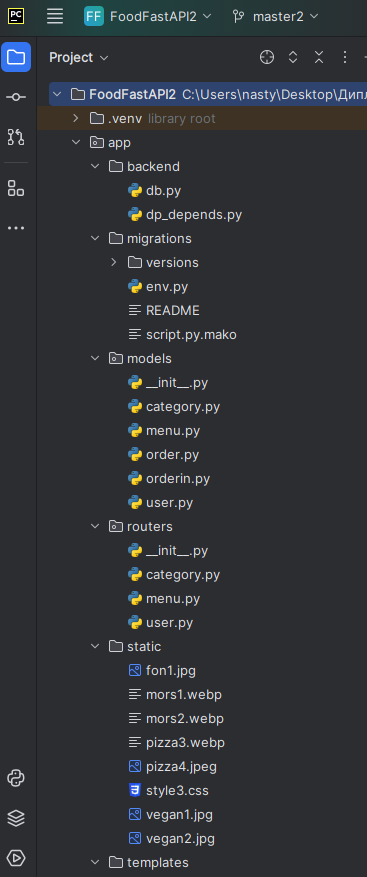 PC FF FoodFastAPI2 master2
Project
FoodFastAPI2 C:\Users\nasty\Desktop\Дипл
.venv library root
app
backend
db.py
dp_depends.py
migrations
versions
env.py
README
script.py.mako
models
__init__.py
category.py
menu.py
order.py
orderin.py
user.py
routers
__init__.py
category.py
menu.py
user.py
static
fon1.jpg
mors1.webp
mors2.webp
pizza3.webp
pizza4.jpeg
style3.css
vegan1.jpg
vegan2.jpg
templates